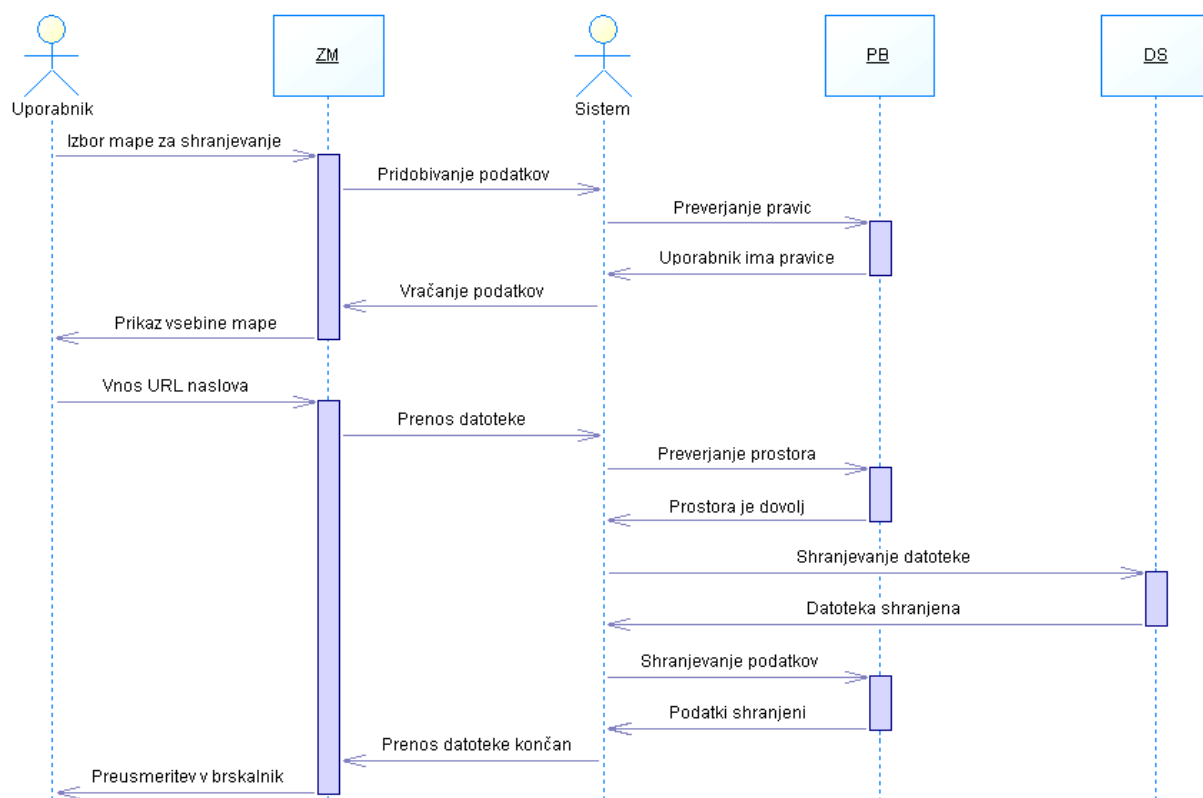 ZM
PB
DS
Uporabnik
Sistem
Izbor mape za shranjevanje
Pridobivanje podatkov
Preverjanje pravic
Uporabnik ima pravice
Vračanje podatkov
Prikaz vsebine mape
Vnos URL naslova
Prenos datoteke
Preverjanje prostora
Prostora je dovolj
Shranjevanje datoteke
Datoteka shranjena
Shranjevanje podatkov
Podatki shranjeni
Prenos datoteke končan
Preusmeritev v brskalnik